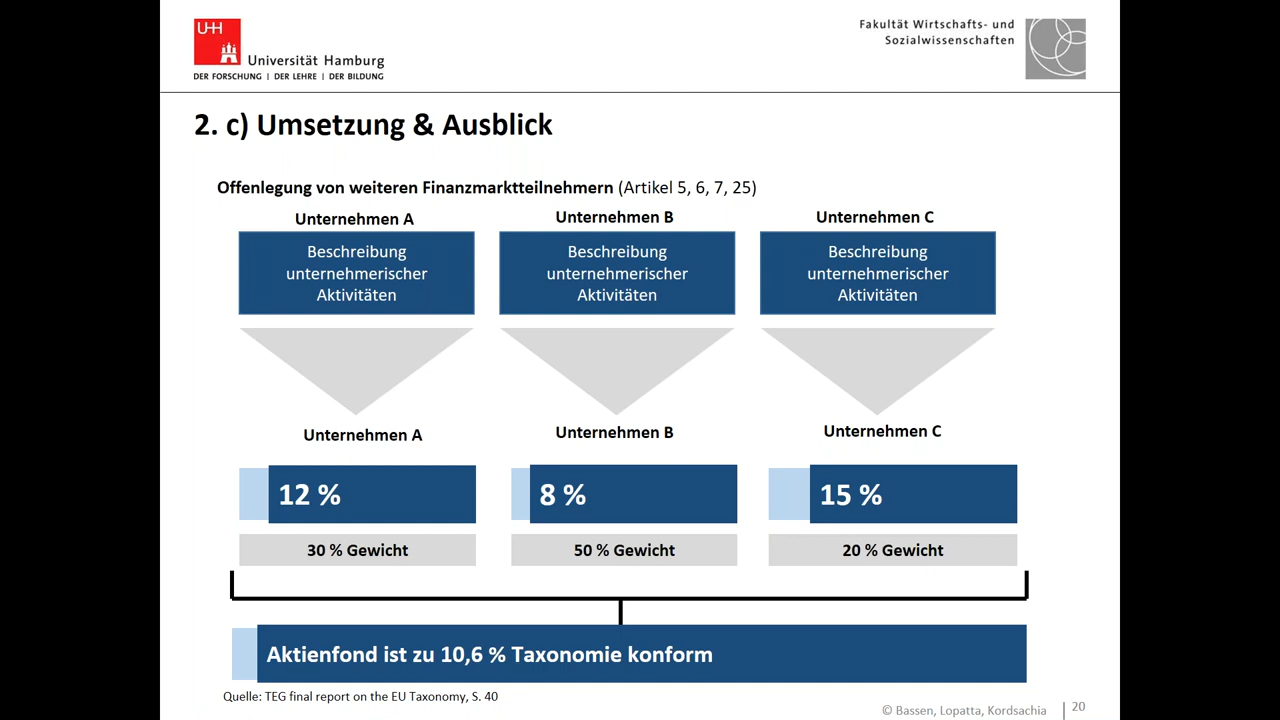 UHH
Universität Hamburg
DER FORSCHUNG | DER LEHRE | DER BILDUNG
Fakultät Wirtschafts- und
Sozialwissenschaften
2. c) Umsetzung & Ausblick
Offenlegung von weiteren Finanzmarktteilnehmern (Artikel 5, 6, 7, 25)
Unternehmen A
Beschreibung
unternehmerischer
Aktivitäten
Unternehmen B
Beschreibung
unternehmerischer
Aktivitäten
Unternehmen C
Beschreibung
unternehmerischer
Aktivitäten
Unternehmen A
12 %
30 % Gewicht
Unternehmen B
8 %
50 % Gewicht
Unternehmen C
15 %
20 % Gewicht
Aktienfond ist zu 10,6 % Taxonomie konform
Quelle: TEG final report on the EU Taxonomy, S. 40
© Bassen, Lopatta, Kordsachia | 20